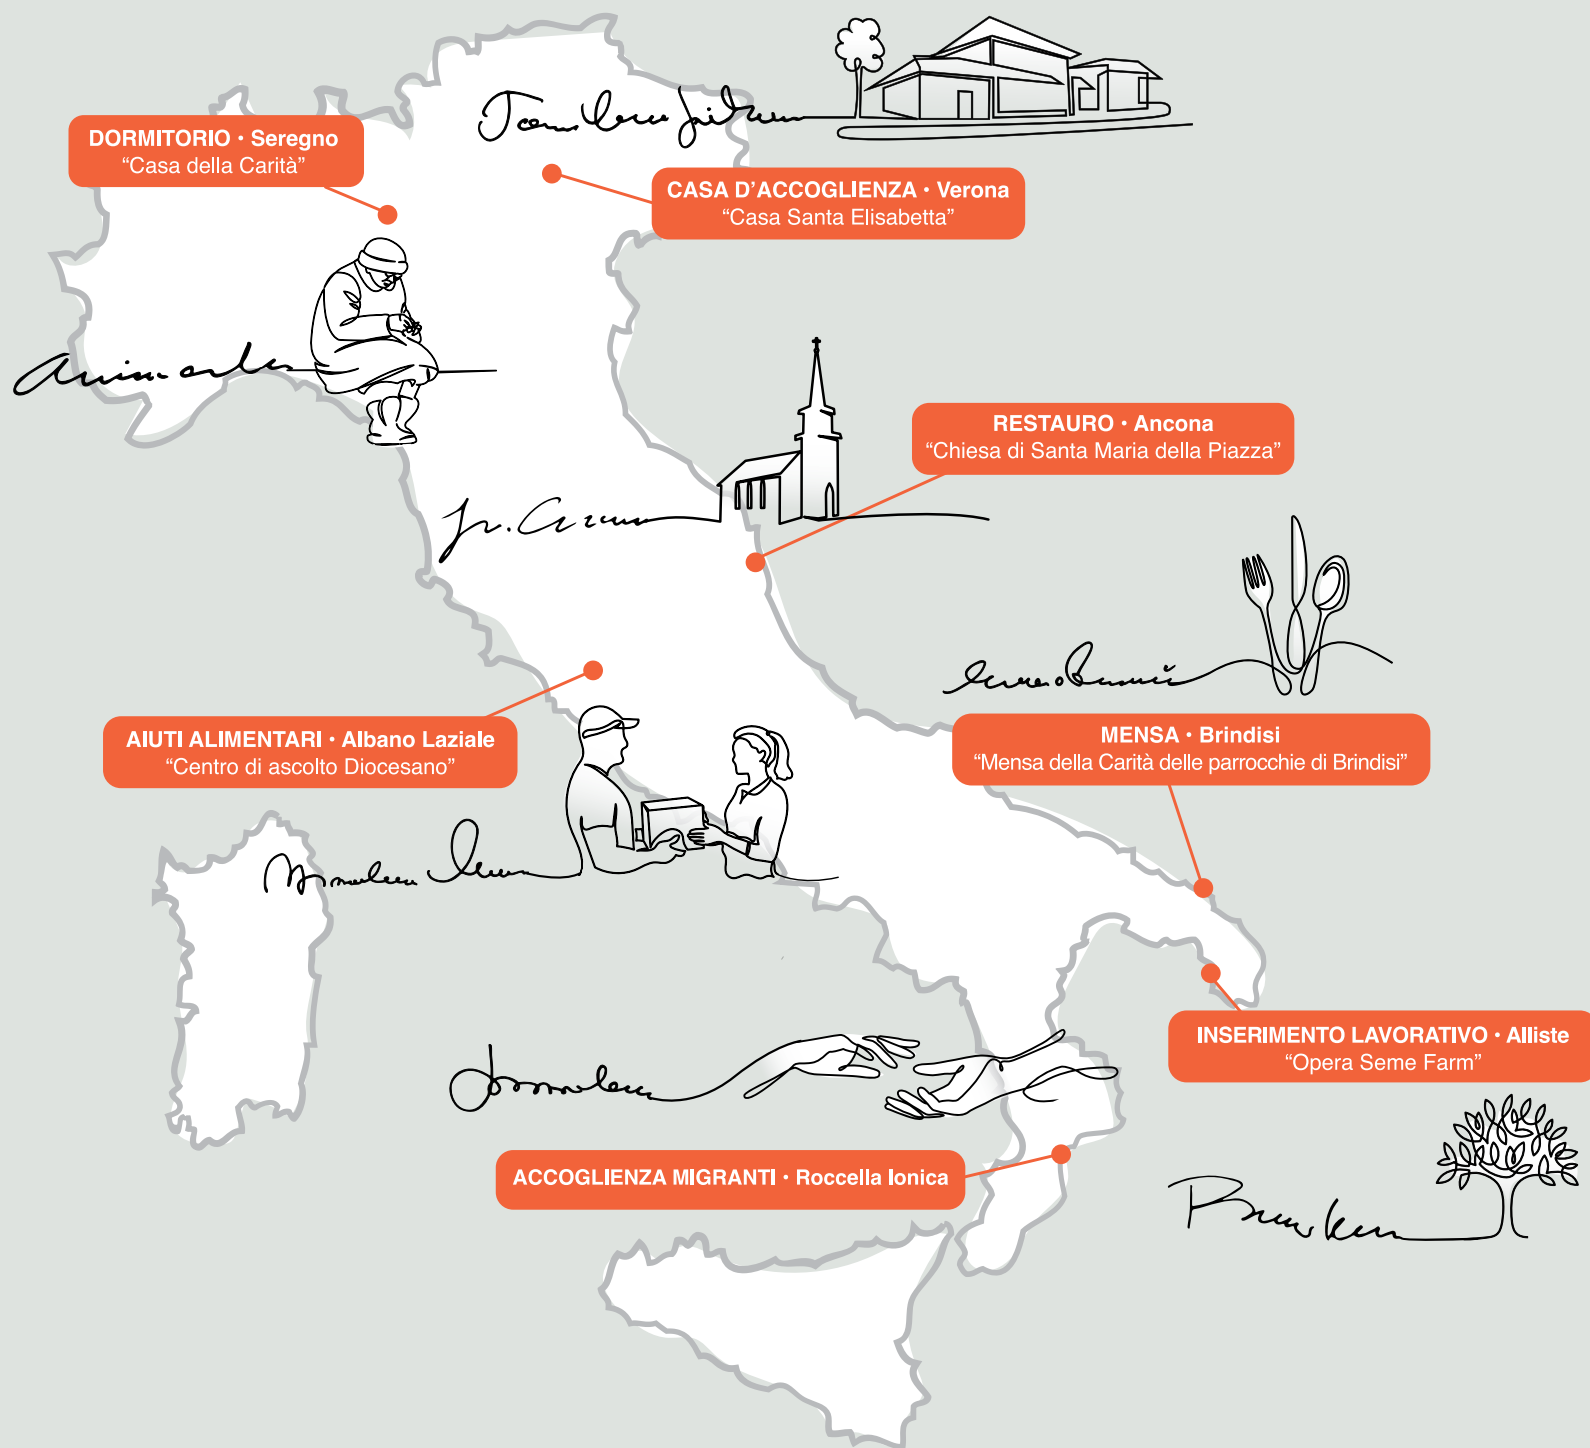 DORMITORIO • Seregno
“Casa della Carità”
CASA D’ACCOGLIENZA • Verona
“Casa Santa Elisabetta”
RESTAURO • Ancona
“Chiesa di Santa Maria della Piazza”
AIUTI ALIMENTARI • Albano Laziale
“Centro di ascolto Diocesano”
MENSA • Brindisi
“Mensa della Carità delle parrocchie di Brindisi”
INSERIMENTO LAVORATIVO • Alliste
“Opera Seme Farm”
ACCOGLIENZA MIGRANTI • Roccella Ionica